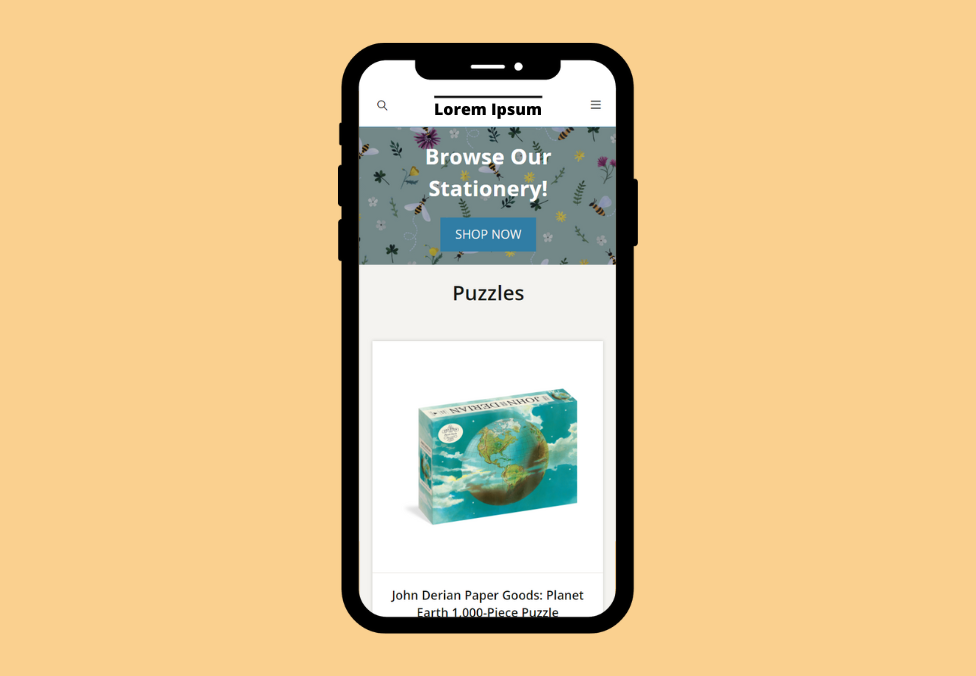 Lorem Ipsum
Browse Our
Stationery!
SHOP NOW
Puzzles
JOHN DERIAN
John Derian Paper Goods: Planet
Earth 1,000-Piece Puzzle